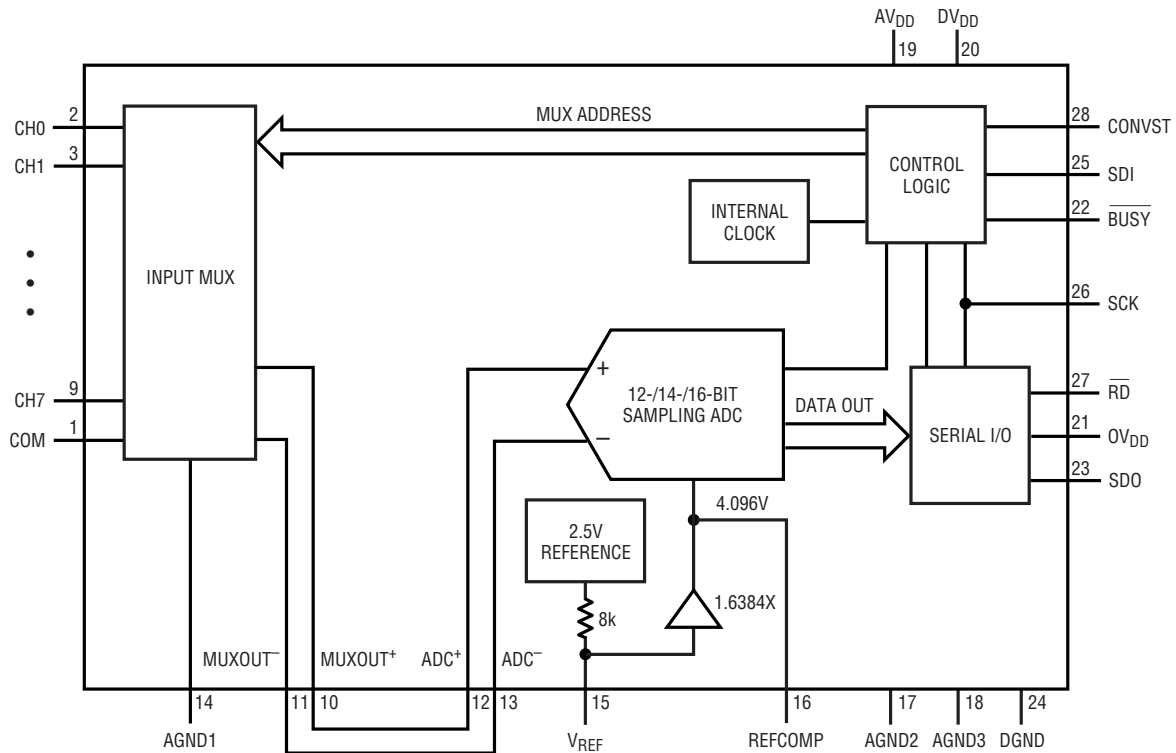 AVDD DVDD
19 20
2
CH0
3
CH1
9
CH7
1
COM
MUX ADDRESS
INPUT MUX
CONTROL
LOGIC
INTERNAL
CLOCK
28 CONVST
25 SDI
22 BUSY
26 SCK
27 RD
21 OVDD
23 SDO
+
−
12-/14-/16-BIT
SAMPLING ADC
DATA OUT
SERIAL I/O
4.096V
2.5V
REFERENCE
8k
1.6384X
MUXOUT− MUXOUT+ ADC+ ADC−
14 11 10 12 13 15 16 17 18 24
AGND1 VREF REFCOMP AGND2 AGND3 DGND